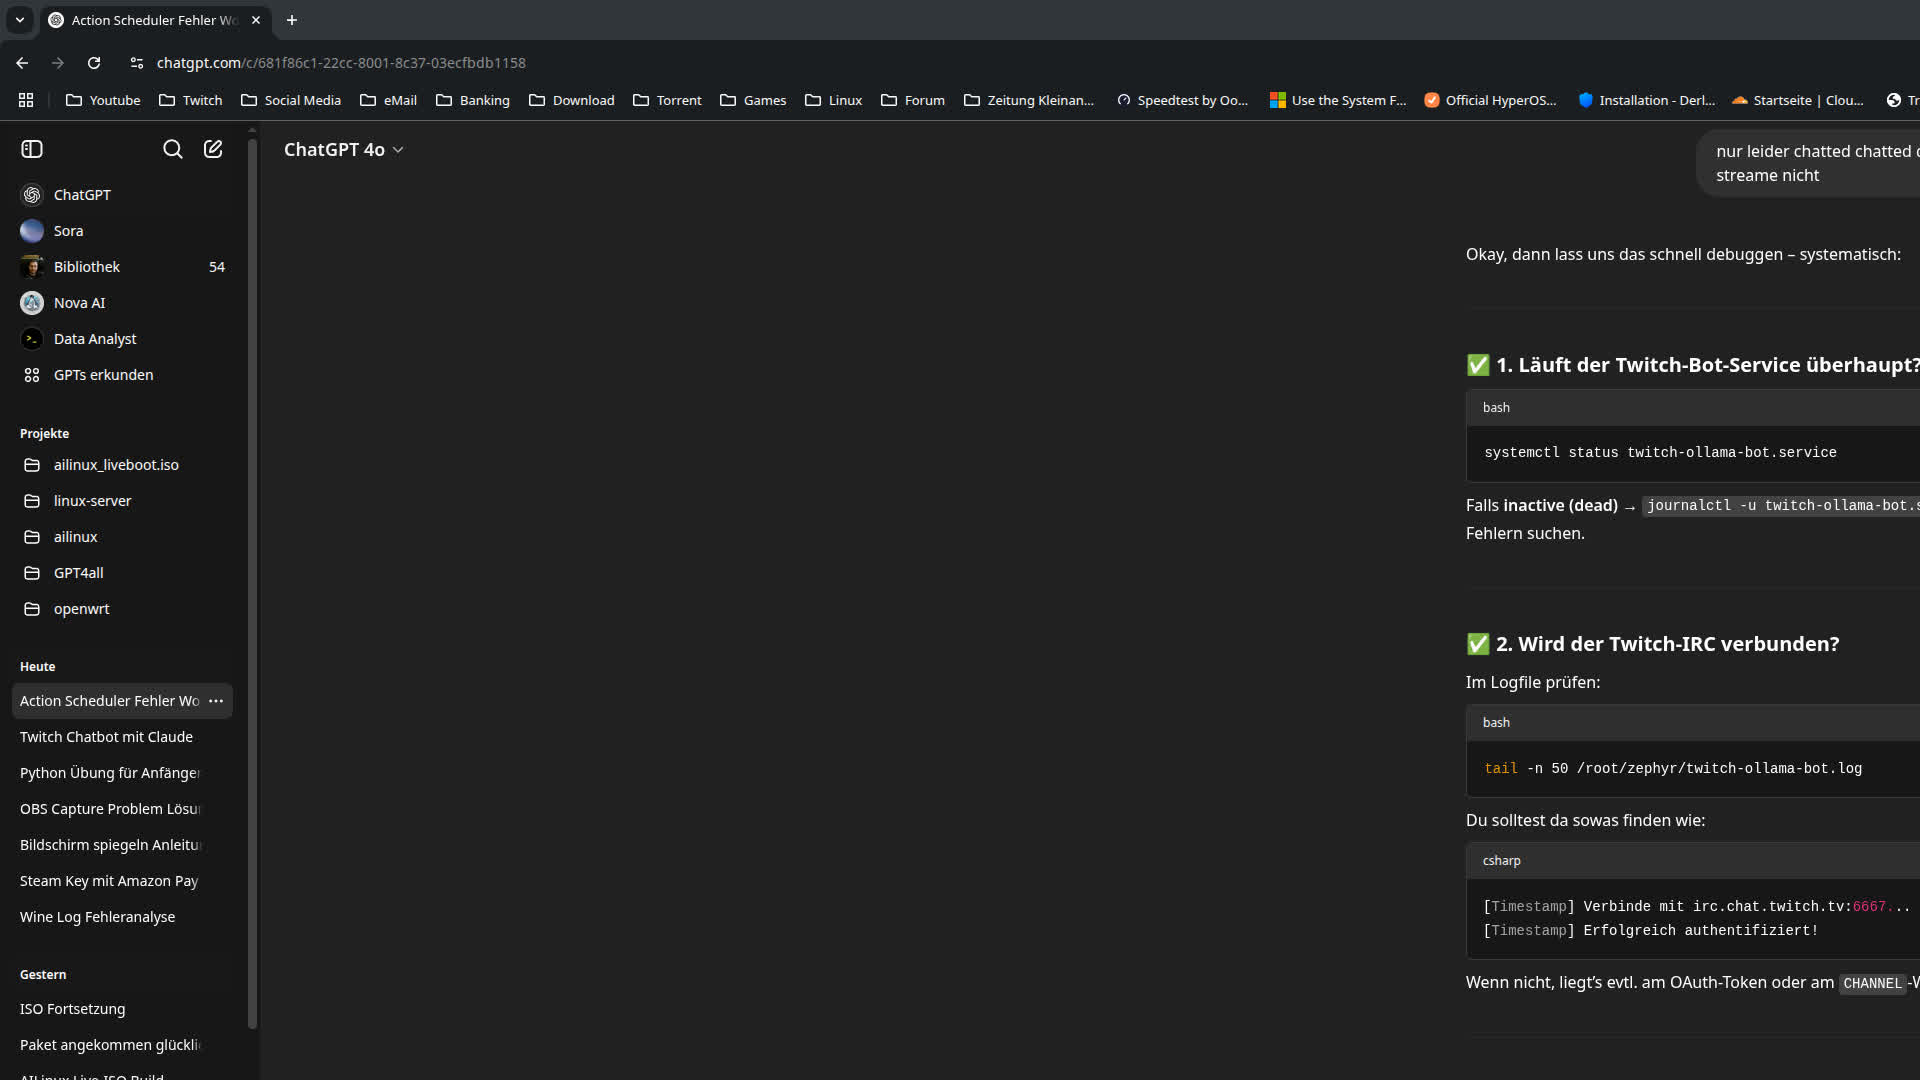 Action Scheduler Fehler Wo
chatgpt.com/c/681f86c1-22cc-8001-8c37-03ecfbdb1158
Youtube Twitch Social Media eMail Banking Download Torrent Games Linux Forum Zeitung Kleinan... Speedtest by Oo... Use the System F... Official HyperOS... Installation - Derl... Startseite | Clou... Tr
ChatGPT
Sora
Bibliothek 54
Nova AI
Data Analyst
GPTs erkunden
Projekte
ailinux_liveboot.iso
linux-server
ailinux
GPT4all
openwrt
Heute
Action Scheduler Fehler Wo
Twitch Chatbot mit Claude
Python Übung für Anfänger
OBS Capture Problem Lösu
Bildschirm spiegeln Anleitu
Steam Key mit Amazon Pay
Wine Log Fehleranalyse
Gestern
ISO Fortsetzung
Paket angekommen glückli
AILinux Live ISO Build
ChatGPT 4o
nur leider chatted chatted
streame nicht
Okay, dann lass uns das schnell debuggen – systematisch:
✅ 1. Läuft der Twitch-Bot-Service überhaupt?
bash
systemctl status twitch-ollama-bot.service
Falls inactive (dead) → journalctl -u twitch-ollama-bot.s
Fehlern suchen.
✅ 2. Wird der Twitch-IRC verbunden?
Im Logfile prüfen:
bash
tail -n 50 /root/zephyr/twitch-ollama-bot.log
Du solltest da sowas finden wie:
csharp
[Timestamp] Verbinde mit irc.chat.twitch.tv:6667...
[Timestamp] Erfolgreich authentifiziert!
Wenn nicht, liegt's evtl. am OAuth-Token oder am CHANNEL-W